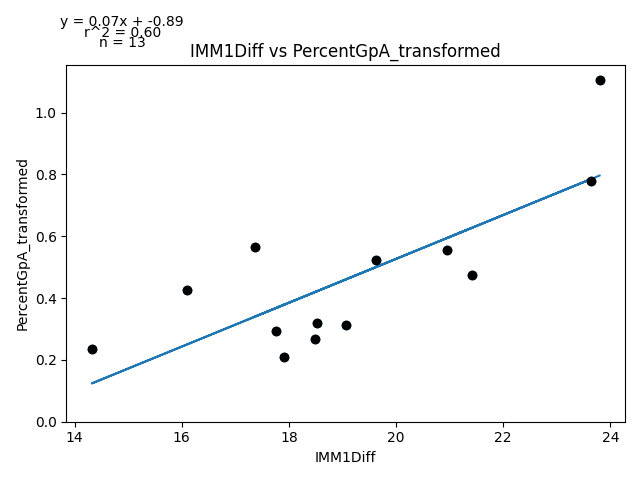 y = 0.07x + -0.89
r^2 = 0.60
n = 13
IMM1Diff vs PercentGpA_transformed
PercentGpA_transformed
1.0
0.8
0.6
0.4
0.2
0.0
14 16 18 20 22 24
IMM1Diff